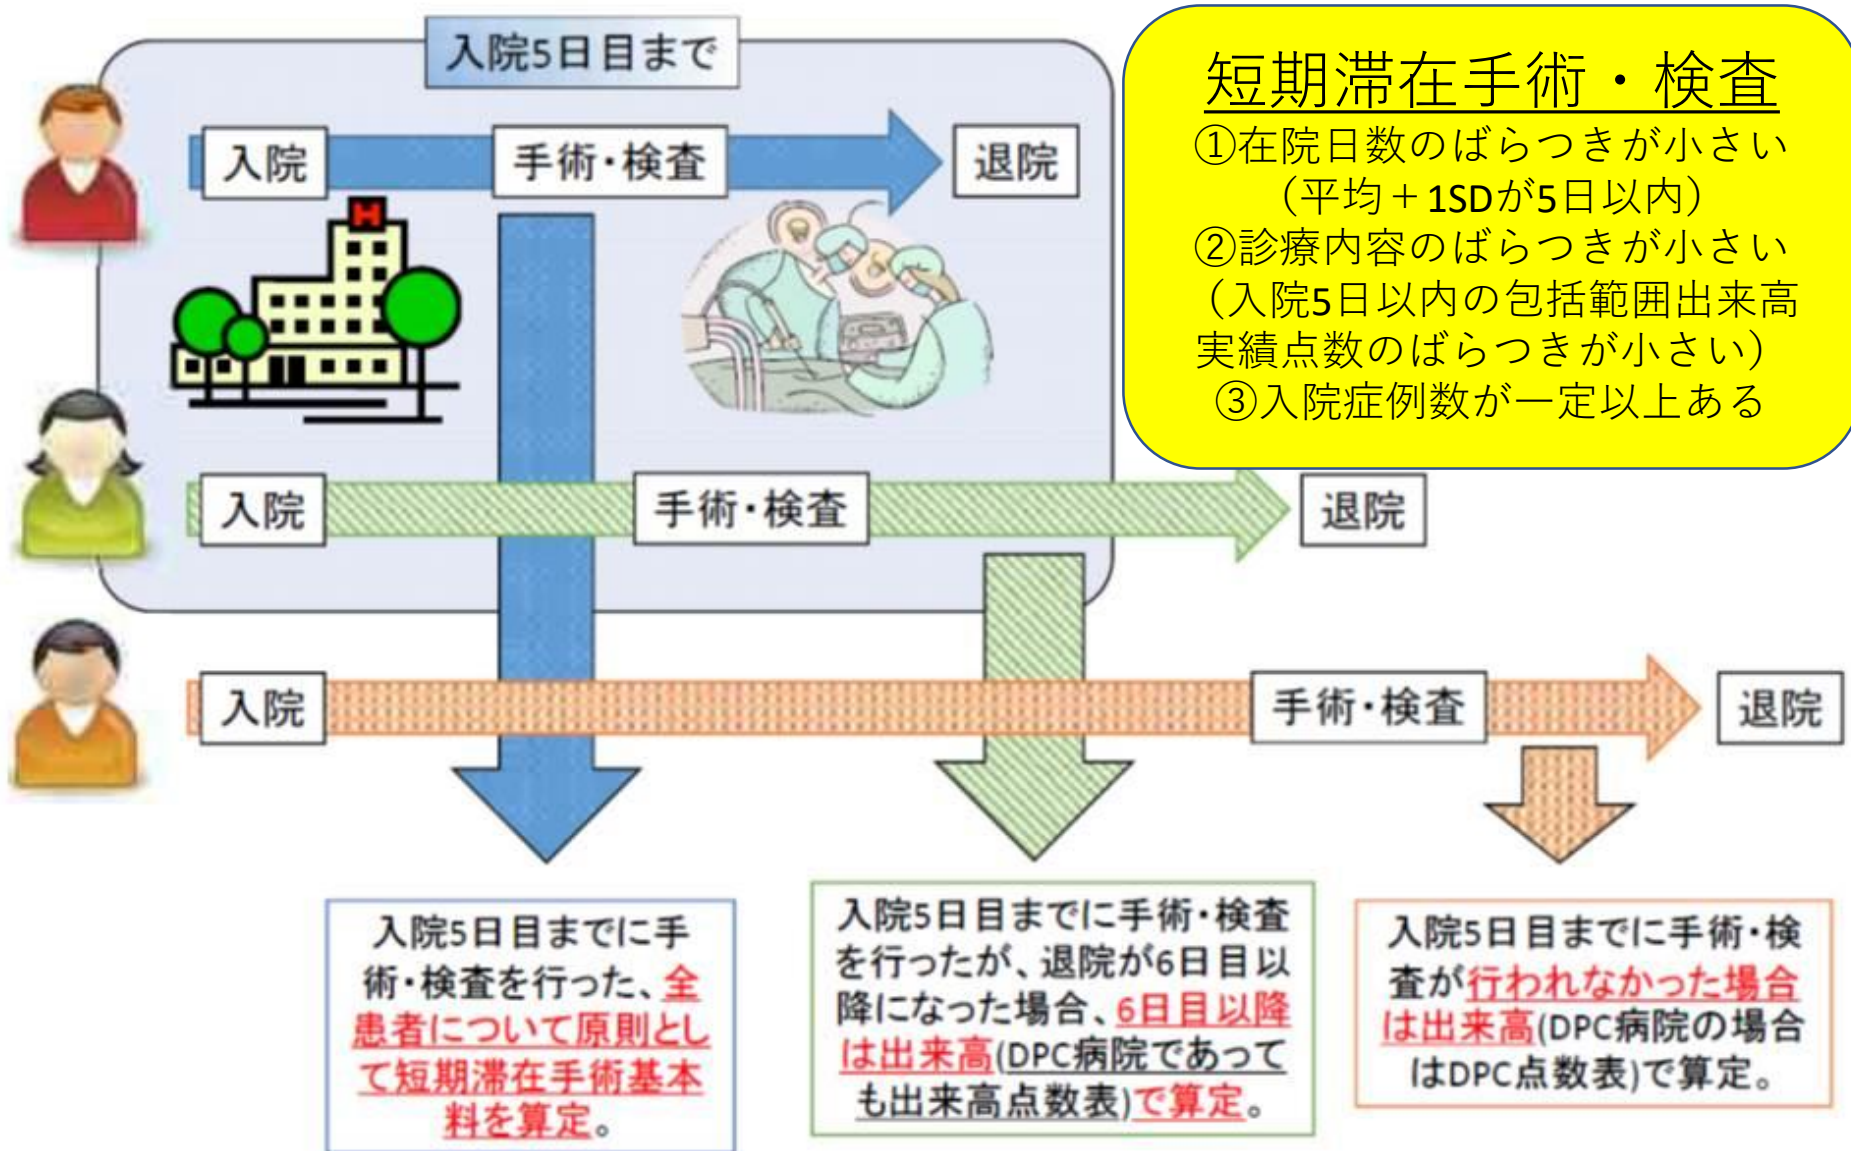 入院5日目まで
入院
手術・検査
退院
H
短期滞在手術・検査
①在院日数のばらつきが小さい
（平均＋1SDが5日以内）
②診療内容のばらつきが小さい
（入院5日以内の包括範囲出来高
実績点数のばらつきが小さい）
③入院症例数が一定以上ある
入院
手術・検査
退院
入院
手術・検査
退院
入院5日目までに手
術・検査を行った、全
患者について原則とし
て短期滞在手術基本
料を算定。
入院5日目までに手術・検査
を行ったが、退院が6日目以
降になった場合、6日目以降
は出来高(DPC病院であって
も出来高点数表)で算定。
入院5日目までに手術・検
査が行われなかった場合
は出来高(DPC病院の場合
はDPC点数表)で算定。